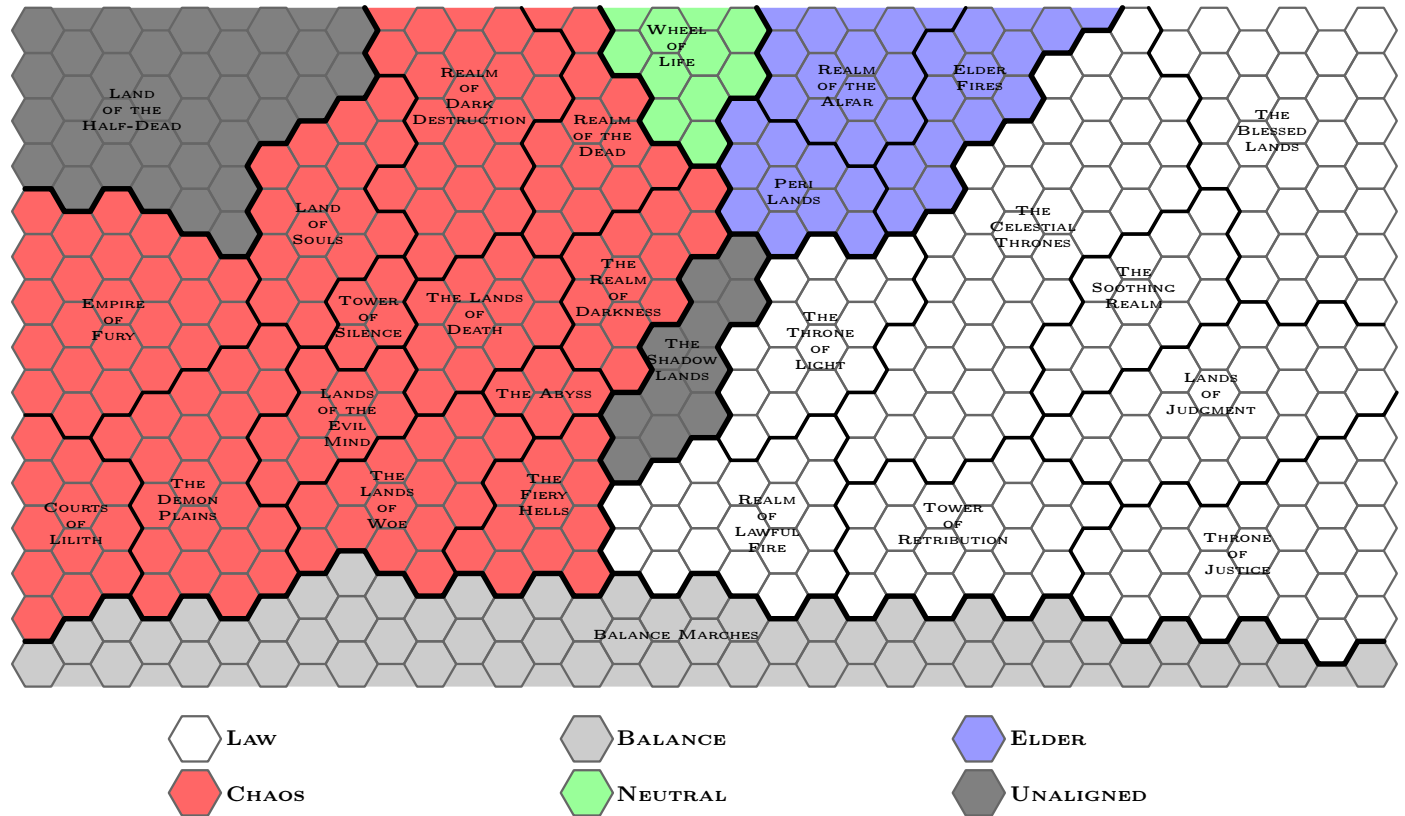 Wheel
of
Life
Land
of the
Half-Dead
Realm
of
Dark
Destruction
Realm
of the
Dead
Realm
of the
Alfar
Elder
Fires
The
Blessed
Lands
Land
of
Souls
Peri
Lands
The
Celestial
Thrones
Empire
of
Fury
Tower
of
Silence
The Lands
of
Death
The
Realm
of
Darkness
The
Soothing
Realm
The
Shadow
Lands
The
Throne
of
Light
Lands
of the
Evil
Mind
The Abyss
Lands
of
Judgment
Courts
of
Lilith
The
Demon
Plains
The
Lands
of
Woe
The
Fiery
Hells
Realm
of
Lawful
Fire
Tower
of
Retribution
Throne
of
Justice
Balance Marches
Law
Balance
Elder
Chaos
Neutral
Unaligned